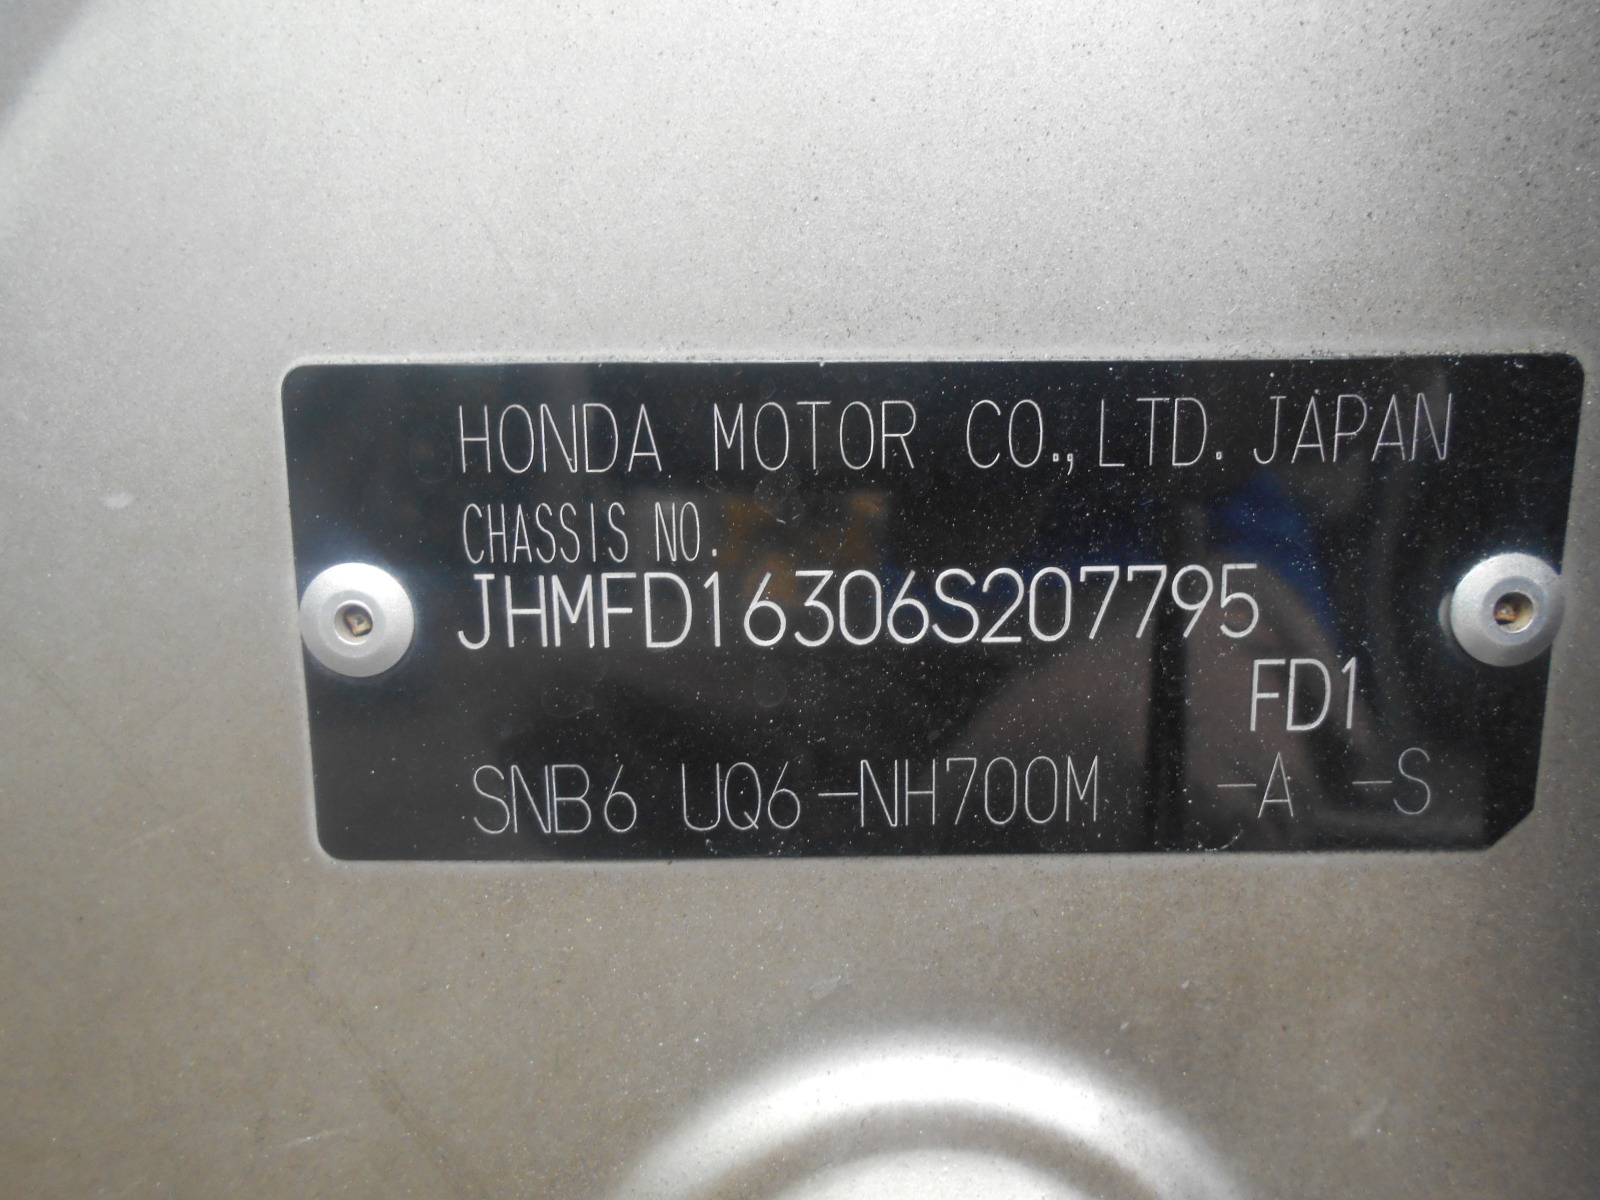 HONDA MOTOR CO., LTD. JAPAN
CHASSIS NO.
JHMFD16306S207795
FD1
SNB6 UQ6-NH700M -A -S